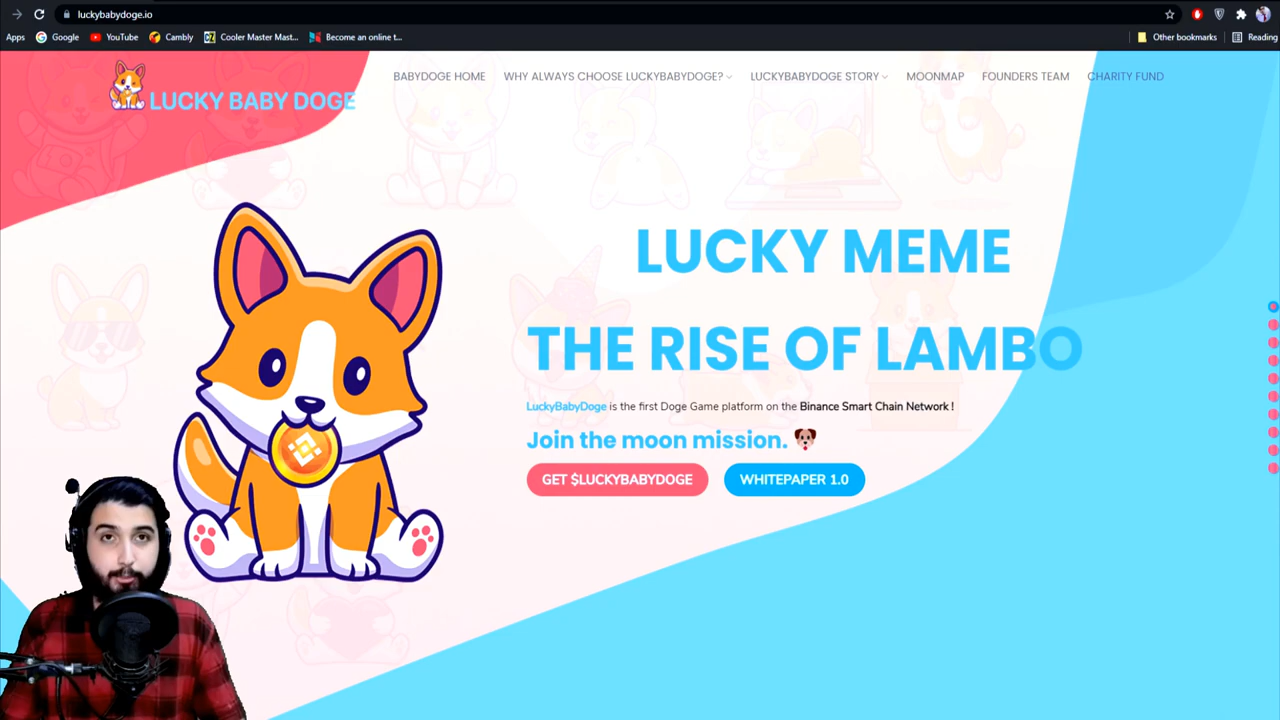 luckybabydoge.io
Apps Google YouTube Cambly Cooler Master Mast... Become an online t... Other bookmarks Reading
LUCKY BABY DOGE
BABYDOGE HOME WHY ALWAYS CHOOSE LUCKYBABYDOGE? LUCKYBABYDOGE STORY MOONMAP FOUNDERS TEAM CHARITY FUND
LUCKY MEME
THE RISE OF LAMBO
LuckyBabyDoge is the first Doge Game platform on the Binance Smart Chain Network !
Join the moon mission.
GET $LUCKYBABYDOGE WHITEPAPER 1.0